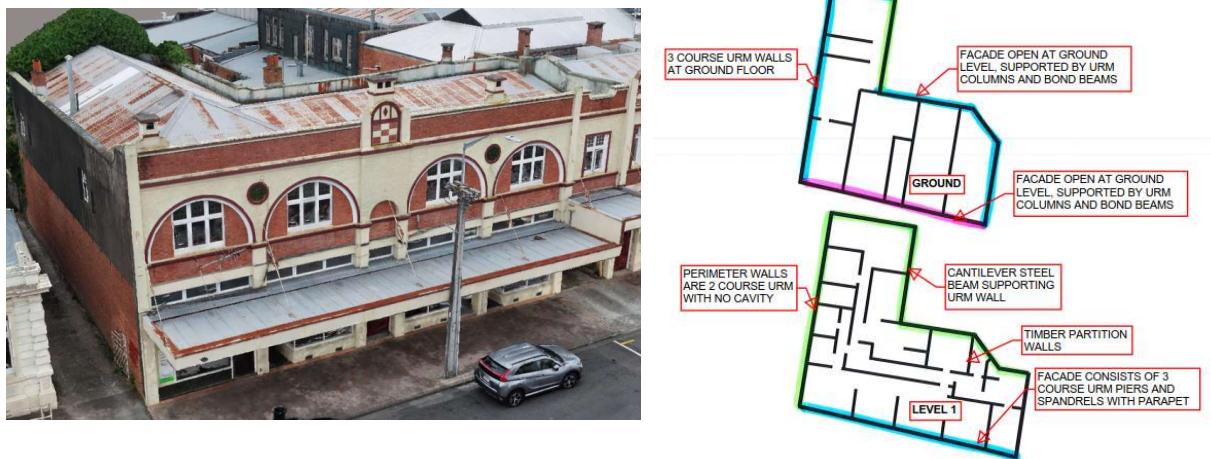 3 COURSE URM WALLS
AT GROUND FLOOR
FACADE OPEN AT GROUND
LEVEL, SUPPORTED BY URM
COLUMNS AND BOND BEAMS
GROUND
FACADE OPEN AT GROUND
LEVEL, SUPPORTED BY URM
COLUMNS AND BOND BEAMS
PERIMETER WALLS
ARE 2 COURSE URM
WITH NO CAVITY
CANTILEVER STEEL
BEAM SUPPORTING
URM WALL
TIMBER PARTITION
WALLS
FACADE CONSISTS OF 3
COURSE URM PIERS AND
SPANDRELS WITH PARAPET
LEVEL 1